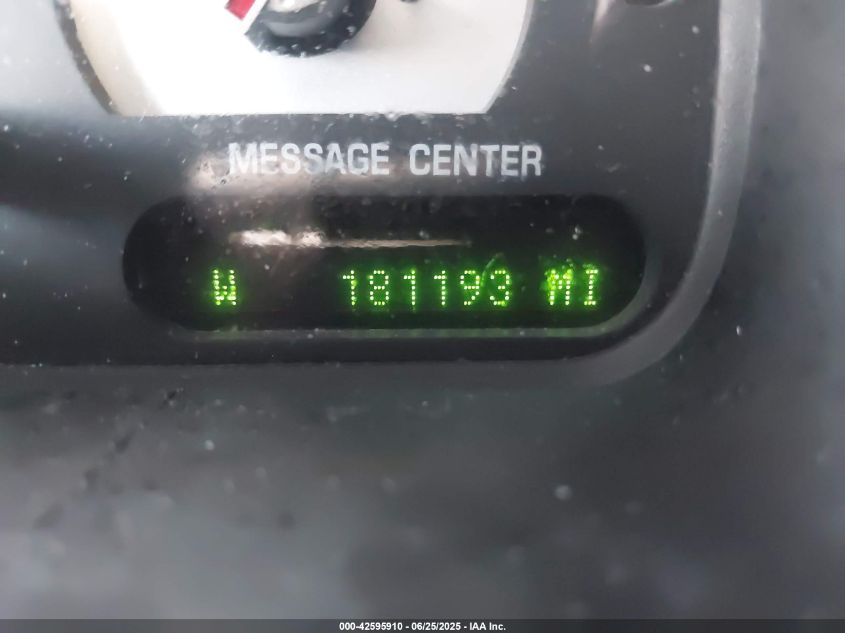 MESSAGE CENTER
W 181193 MI
000-42595910 - 06/25/2025 - IAA Inc.